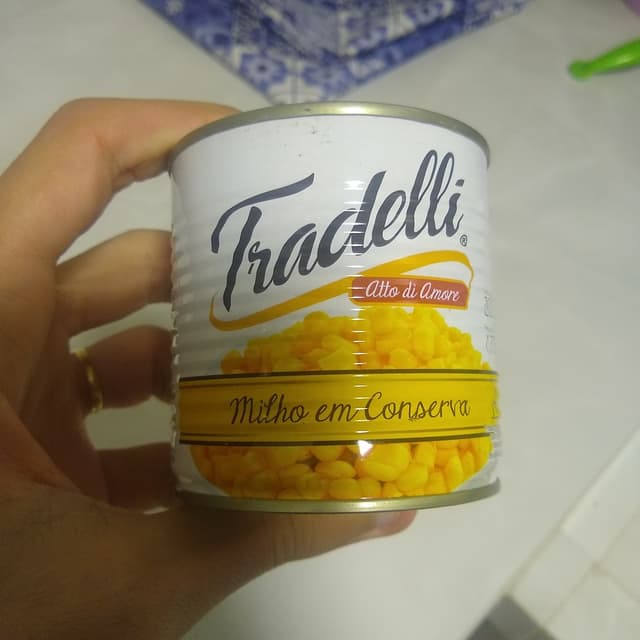 Tradelli®
Atto di Amore
Milho em Conserva